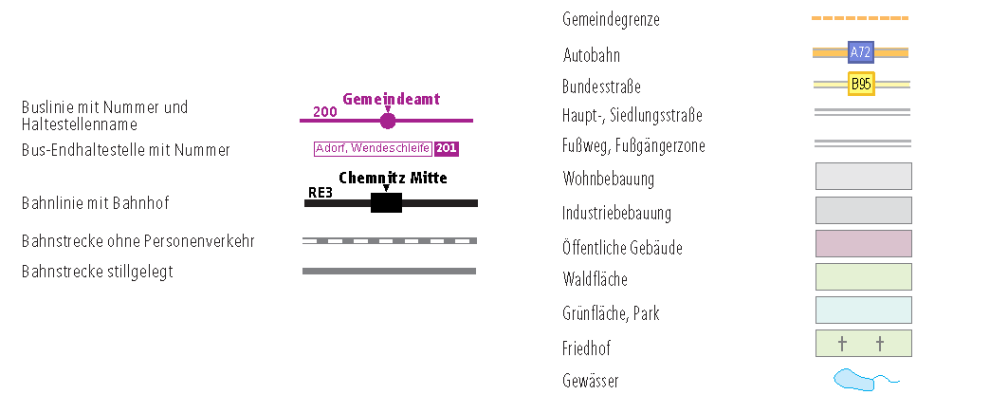 Buslinie mit Nummer und
Haltestellenname
Gemeindeamt
200
Bus-Endhaltestelle mit Nummer
Adorf, Wendeschleife 201
Bahnlinie mit Bahnhof
Chemnitz Mitte
RE3
Bahnstrecke ohne Personenverkehr
Bahnstrecke stillgelegt
Gemeindegrenze
Autobahn
A72
Bundesstraße
B95
Haupt-, Siedlungsstraße
Fußweg, Fußgängerzone
Wohnbebauung
Industriebebauung
Öffentliche Gebäude
Waldfläche
Grünfläche, Park
Friedhof
Gewässer